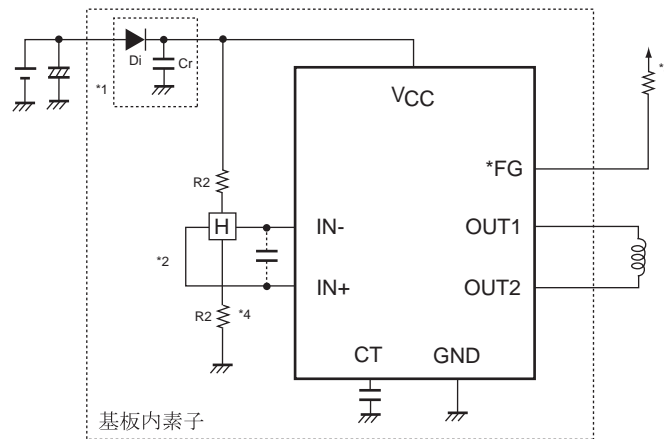 Di
Cr
*1
*
VCC
R2
*FG
H
IN-
OUT1
*2
IN+
OUT2
R2
*4
CT
GND
基板内素子